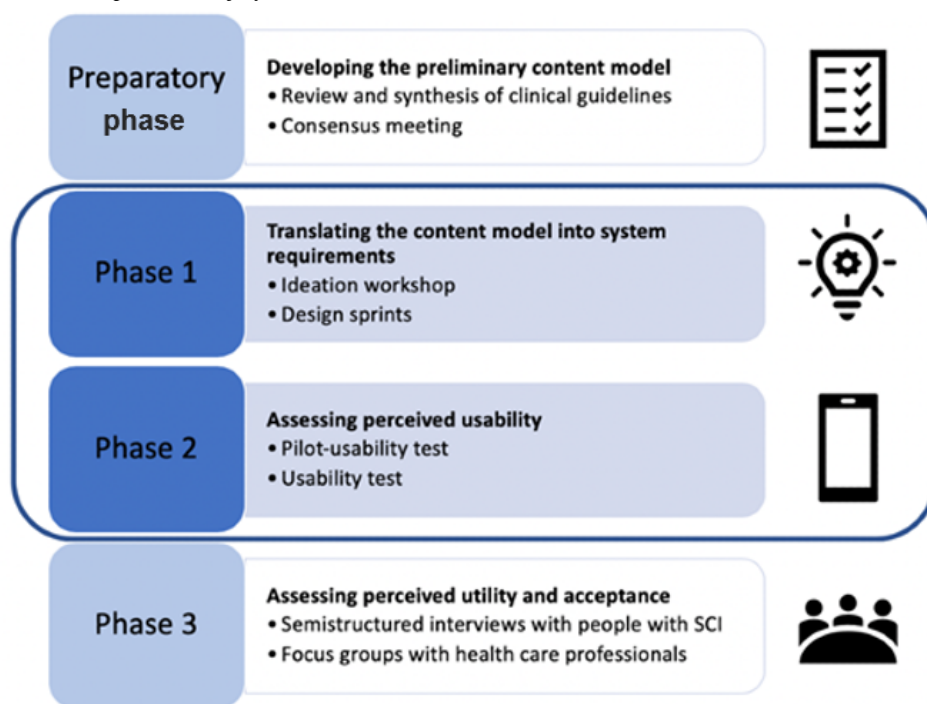 Preparatory
phase
Developing the preliminary content model
• Review and synthesis of clinical guidelines
• Consensus meeting
Phase 1
Translating the content model into system
requirements
• Ideation workshop
• Design sprints
Phase 2
Assessing perceived usability
• Pilot-usability test
• Usability test
Phase 3
Assessing perceived utility and acceptance
• Semistructured interviews with people with SCI
• Focus groups with health care professionals